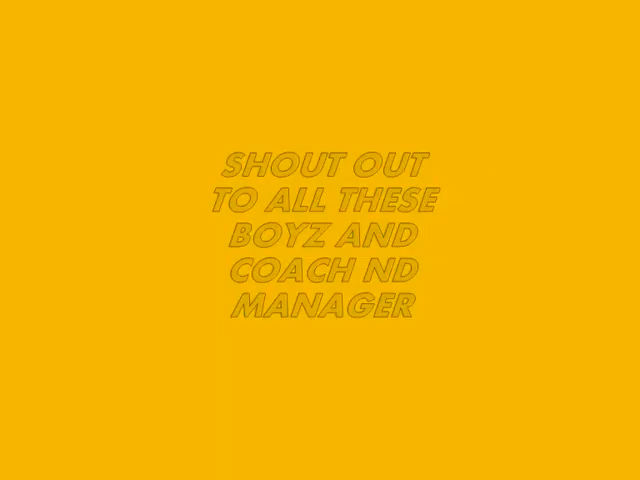 SHOUT OUT
TO ALL THESE
BOYZ AND
COACH ND
MANAGER